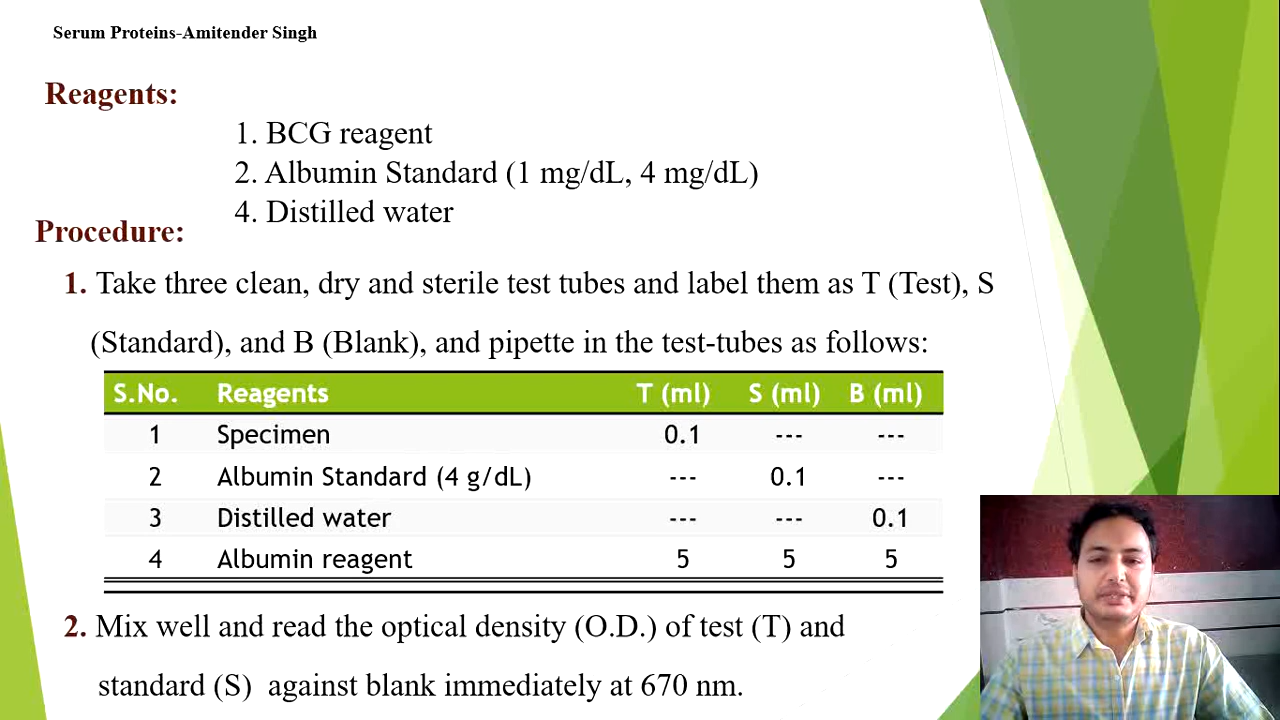 Serum Proteins-Amitender Singh
Reagents:
1. BCG reagent
2. Albumin Standard (1 mg/dL, 4 mg/dL)
4. Distilled water
Procedure:
1. Take three clean, dry and sterile test tubes and label them as T (Test), S
(Standard), and B (Blank), and pipette in the test-tubes as follows:
S.No. Reagents T (ml) S (ml) B (ml)
1 Specimen 0.1 --- ---
2 Albumin Standard (4 g/dL) --- 0.1 ---
3 Distilled water --- --- 0.1
4 Albumin reagent 5 5 5
2. Mix well and read the optical density (O.D.) of test (T) and
standard (S) against blank immediately at 670 nm.